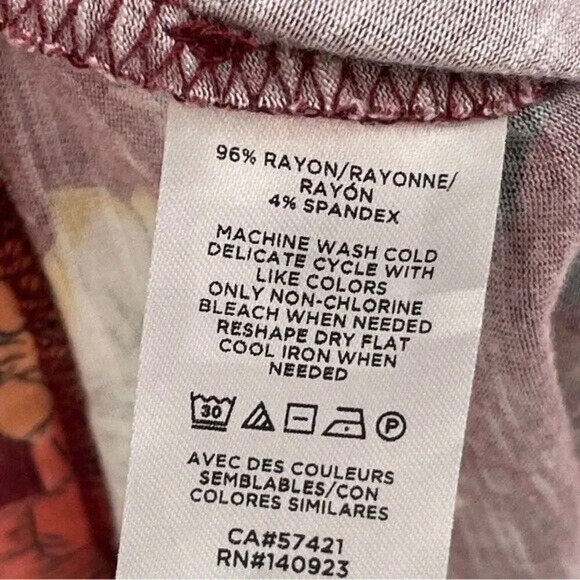 96% RAYON/RAYONNE/
RAYÓN
4% SPANDEX
MACHINE WASH COLD
DELICATE CYCLE WITH
LIKE COLORS
ONLY NON-CHLORINE
BLEACH WHEN NEEDED
RESHAPE DRY FLAT
COOL IRON WHEN
NEEDED
30 P
AVEC DES COULEURS
SEMBLABLES/CON
COLORES SIMILARES
CA#57421
RN#140923